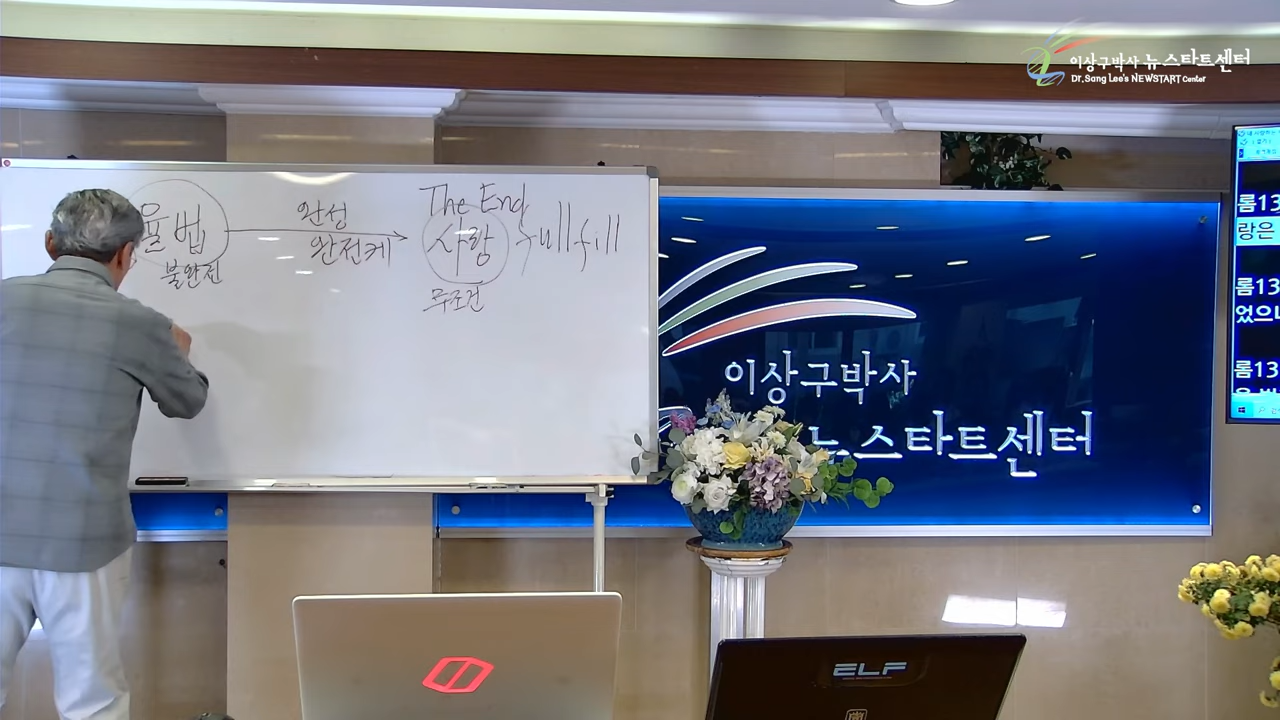 이상구박사 뉴스타트센터
Dr. Sang Lee's NEWSTART Center
The End
율법
완성
사랑
fullfill
완전케
불완전
무조건
롬13
랑은
롬13
었으니
롬13
이상구박사
뉴스타트센터
ELF